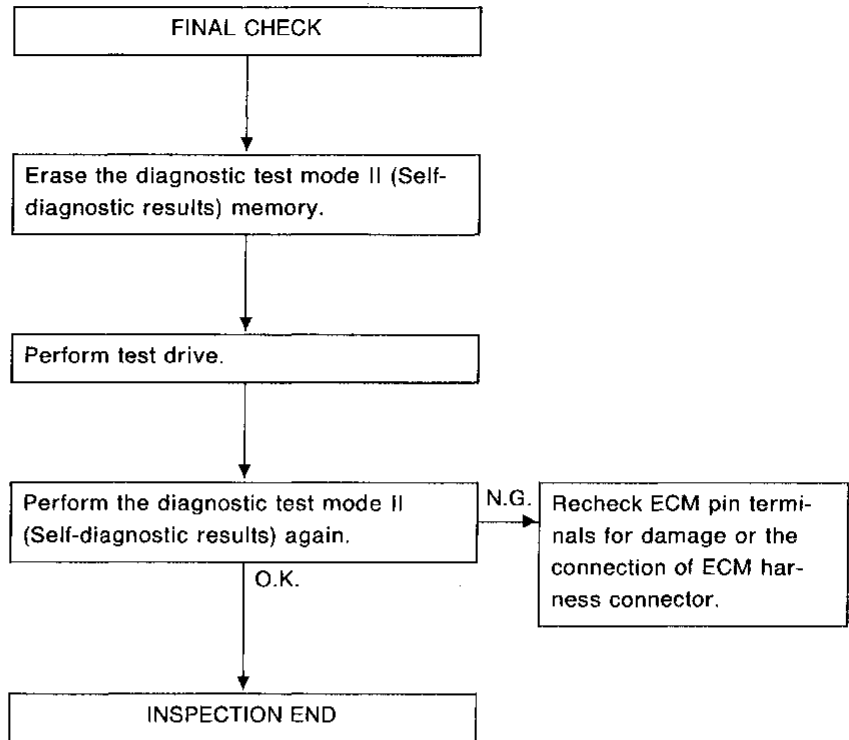 FINAL CHECK
Erase the diagnostic test mode II (Self-
diagnostic results) memory.
Perform test drive.
Perform the diagnostic test mode II
(Self-diagnostic results) again.
N.G.
Recheck ECM pin termi-
nals for damage or the
connection of ECM har-
ness connector.
O.K.
INSPECTION END